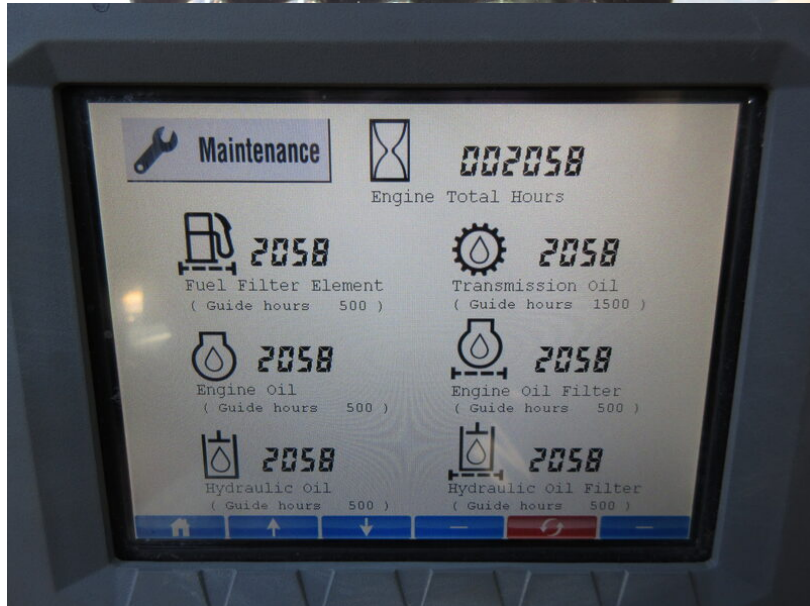 Maintenance
002058
Engine Total Hours
2058
Fuel Filter Element
( Guide hours 500 )
2058
Transmission Oil
( Guide hours 1500 )
2058
Engine Oil
( Guide hours 500 )
2058
Engine Oil Filter
( Guide hours 500 )
2058
Hydraulic Oil
( Guide hours 500 )
2058
Hydraulic Oil Filter
( Guide hours 500 )